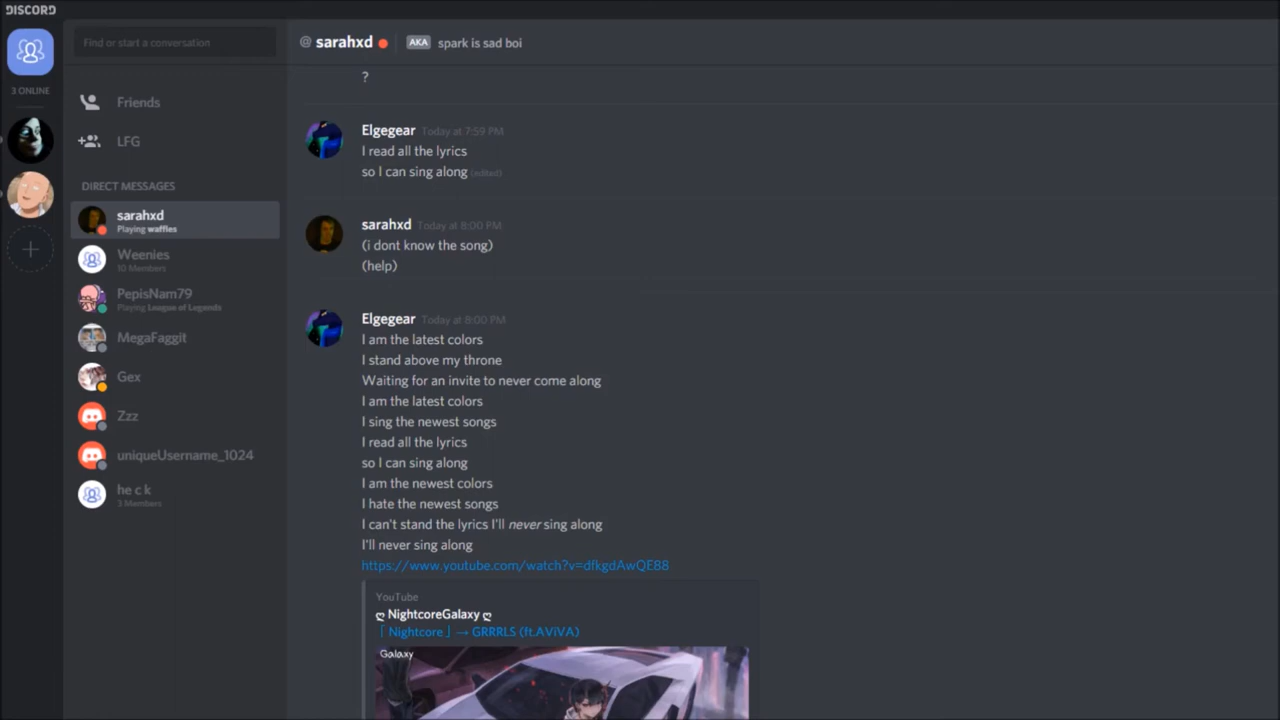 DISCORD
Find or start a conversation
3 ONLINE
Friends
LFG
DIRECT MESSAGES
sarahxd
Playing waffles
Weenies
10 Members
PepisNam79
Playing League of Legends
MegaFaggit
Gex
Zzz
uniqueUsername_1024
he c k
3 Members
@ sarahxd AKA spark is sad boi
?
Elgegear Today at 7:59 PM
I read all the lyrics
so I can sing along (edited)
sarahxd Today at 8:00 PM
(i dont know the song)
(help)
Elgegear Today at 8:00 PM
I am the latest colors
I stand above my throne
Waiting for an invite to never come along
I am the latest colors
I sing the newest songs
I read all the lyrics
so I can sing along
I am the newest colors
I hate the newest songs
I can't stand the lyrics I'll never sing along
I'll never sing along
https://www.youtube.com/watch?v=dfkgdAwQE88
YouTube
ღ NightcoreGalaxy ღ
「Nightcore」→ GRRRLS (ft.AViVA)
Galaxy